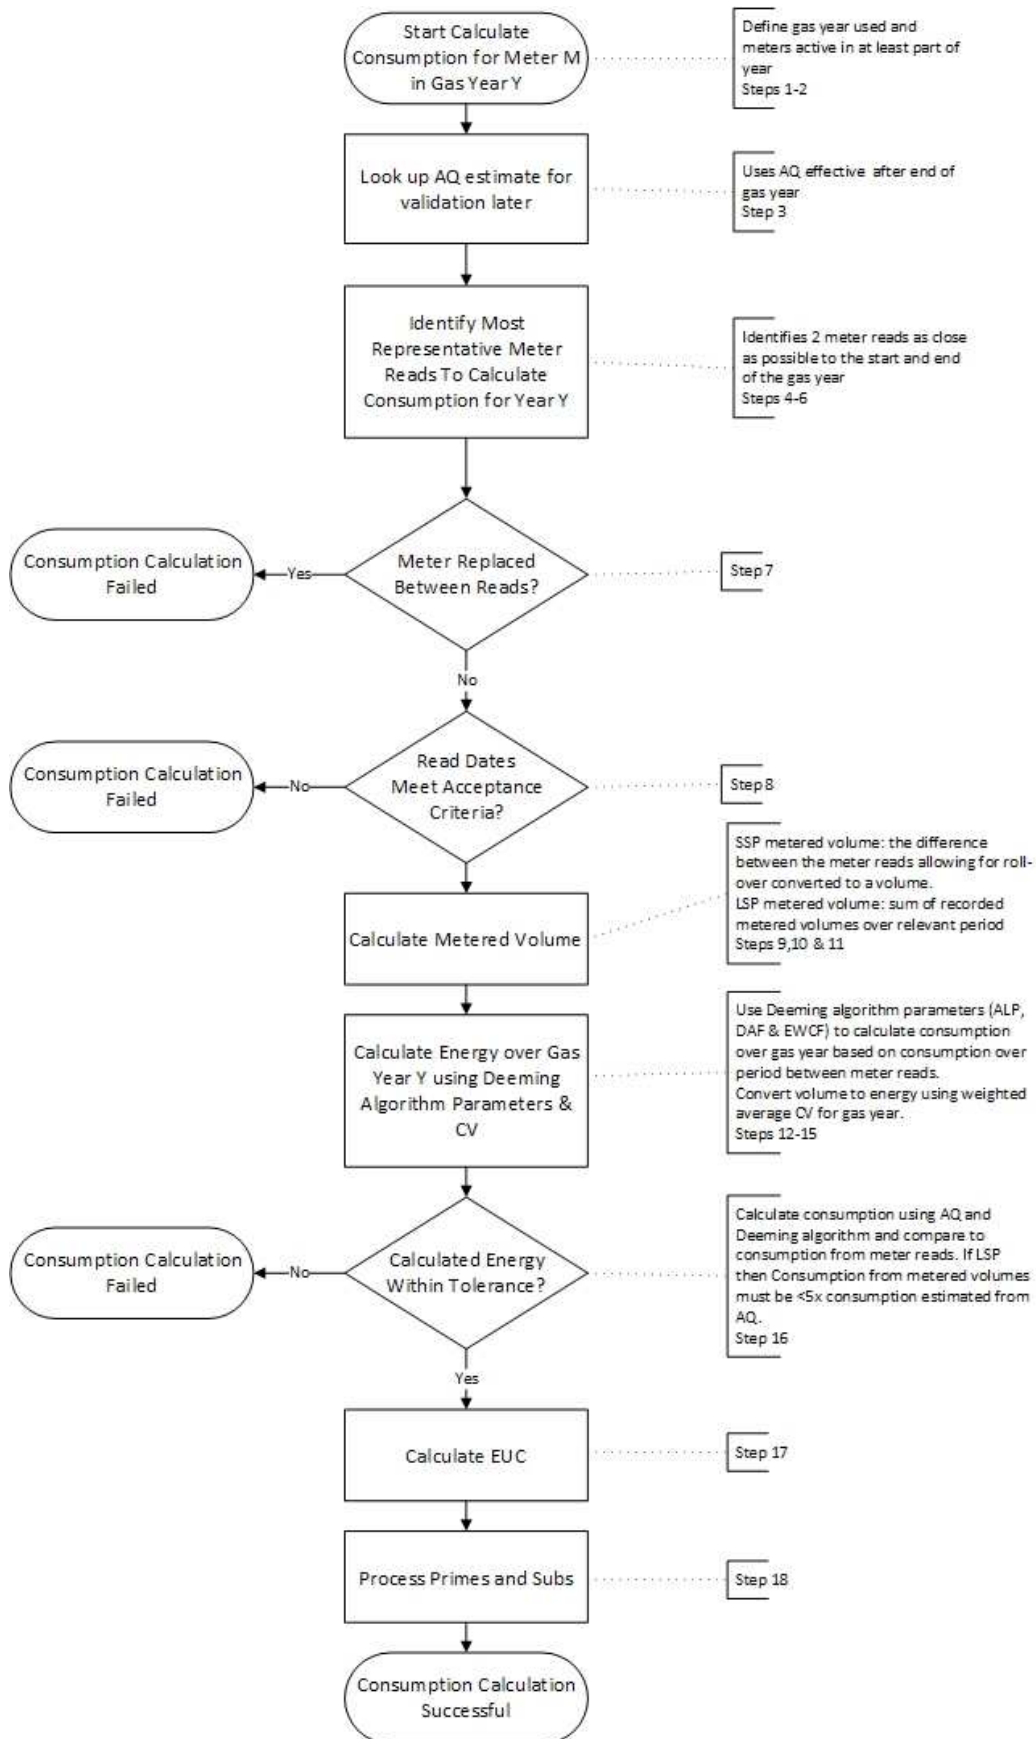 Start Calculate
Consumption for Meter M
in Gas Year Y
Define gas year used and
meters active in at least part of
year
Steps 1-2
Look up AQ estimate for
validation later
Uses AQ effective after end of
gas year
Step 3
Identify Most
Representative Meter
Reads To Calculate
Consumption for Year Y
Identifies 2 meter reads as close
as possible to the start and end
of the gas year
Steps 4-6
Consumption Calculation
Failed
Yes
Meter Replaced
Between Reads?
Step 7
No
Consumption Calculation
Failed
No
Read Dates
Meet Acceptance
Criteria?
Step 8
Calculate Metered Volume
SSP metered volume: the difference
between the meter reads allowing for roll-
over converted to a volume.
LSP metered volume: sum of recorded
metered volumes over relevant period
Steps 9,10 & 11
Calculate Energy over Gas
Year Y using Deeming
Algorithm Parameters &
CV
Use Deeming algorithm parameters (ALP,
DAF & EWCF) to calculate consumption
over gas year based on consumption over
period between meter reads.
Convert volume to energy using weighted
average CV for gas year.
Steps 12-15
Consumption Calculation
Failed
No
Calculated Energy
Within Tolerance?
Calculate consumption using AQ and
Deeming algorithm and compare to
consumption from meter reads. If LSP
then Consumption from metered volumes
must be <5x consumption estimated from
AQ.
Step 16
Yes
Calculate EUC
Step 17
Process Primes and Subs
Step 18
Consumption Calculation
Successful